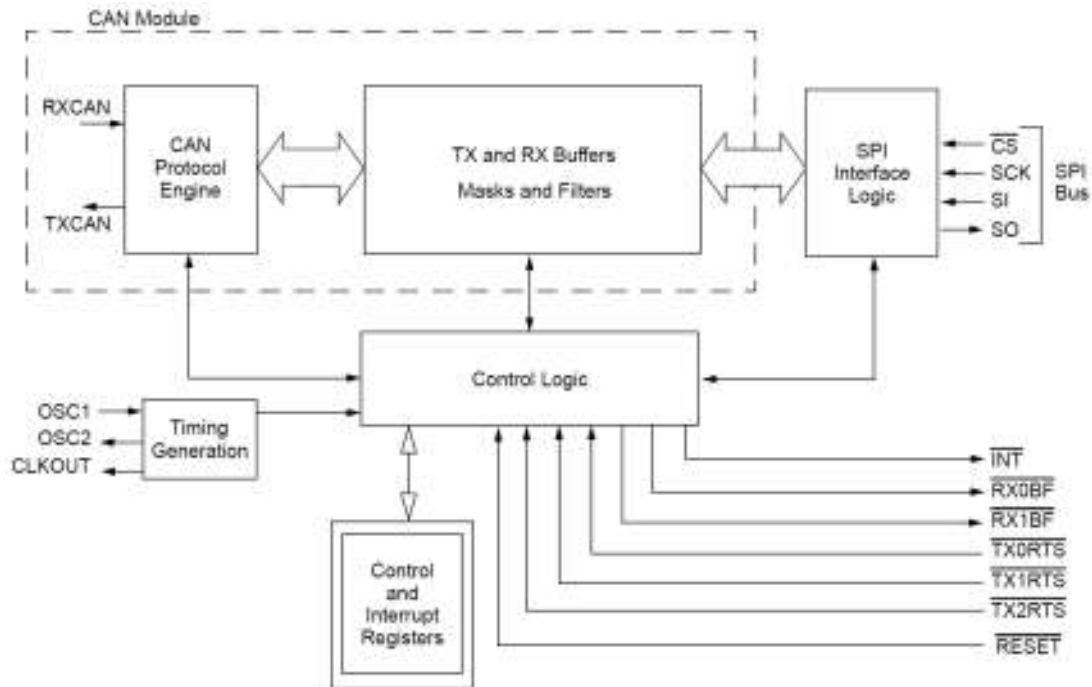 CAN Module
RXCAN
TXCAN
CAN
Protocol
Engine
TX and RX Buffers
Masks and Filters
SPI
Interface
Logic
CS
SCK
SI
SO
SPI
Bus
Control Logic
OSC1
OSC2
CLKOUT
Timing
Generation
Control
and
Interrupt
Registers
INT
RX0BF
RX1BF
TX0RTS
TX1RTS
TX2RTS
RESET